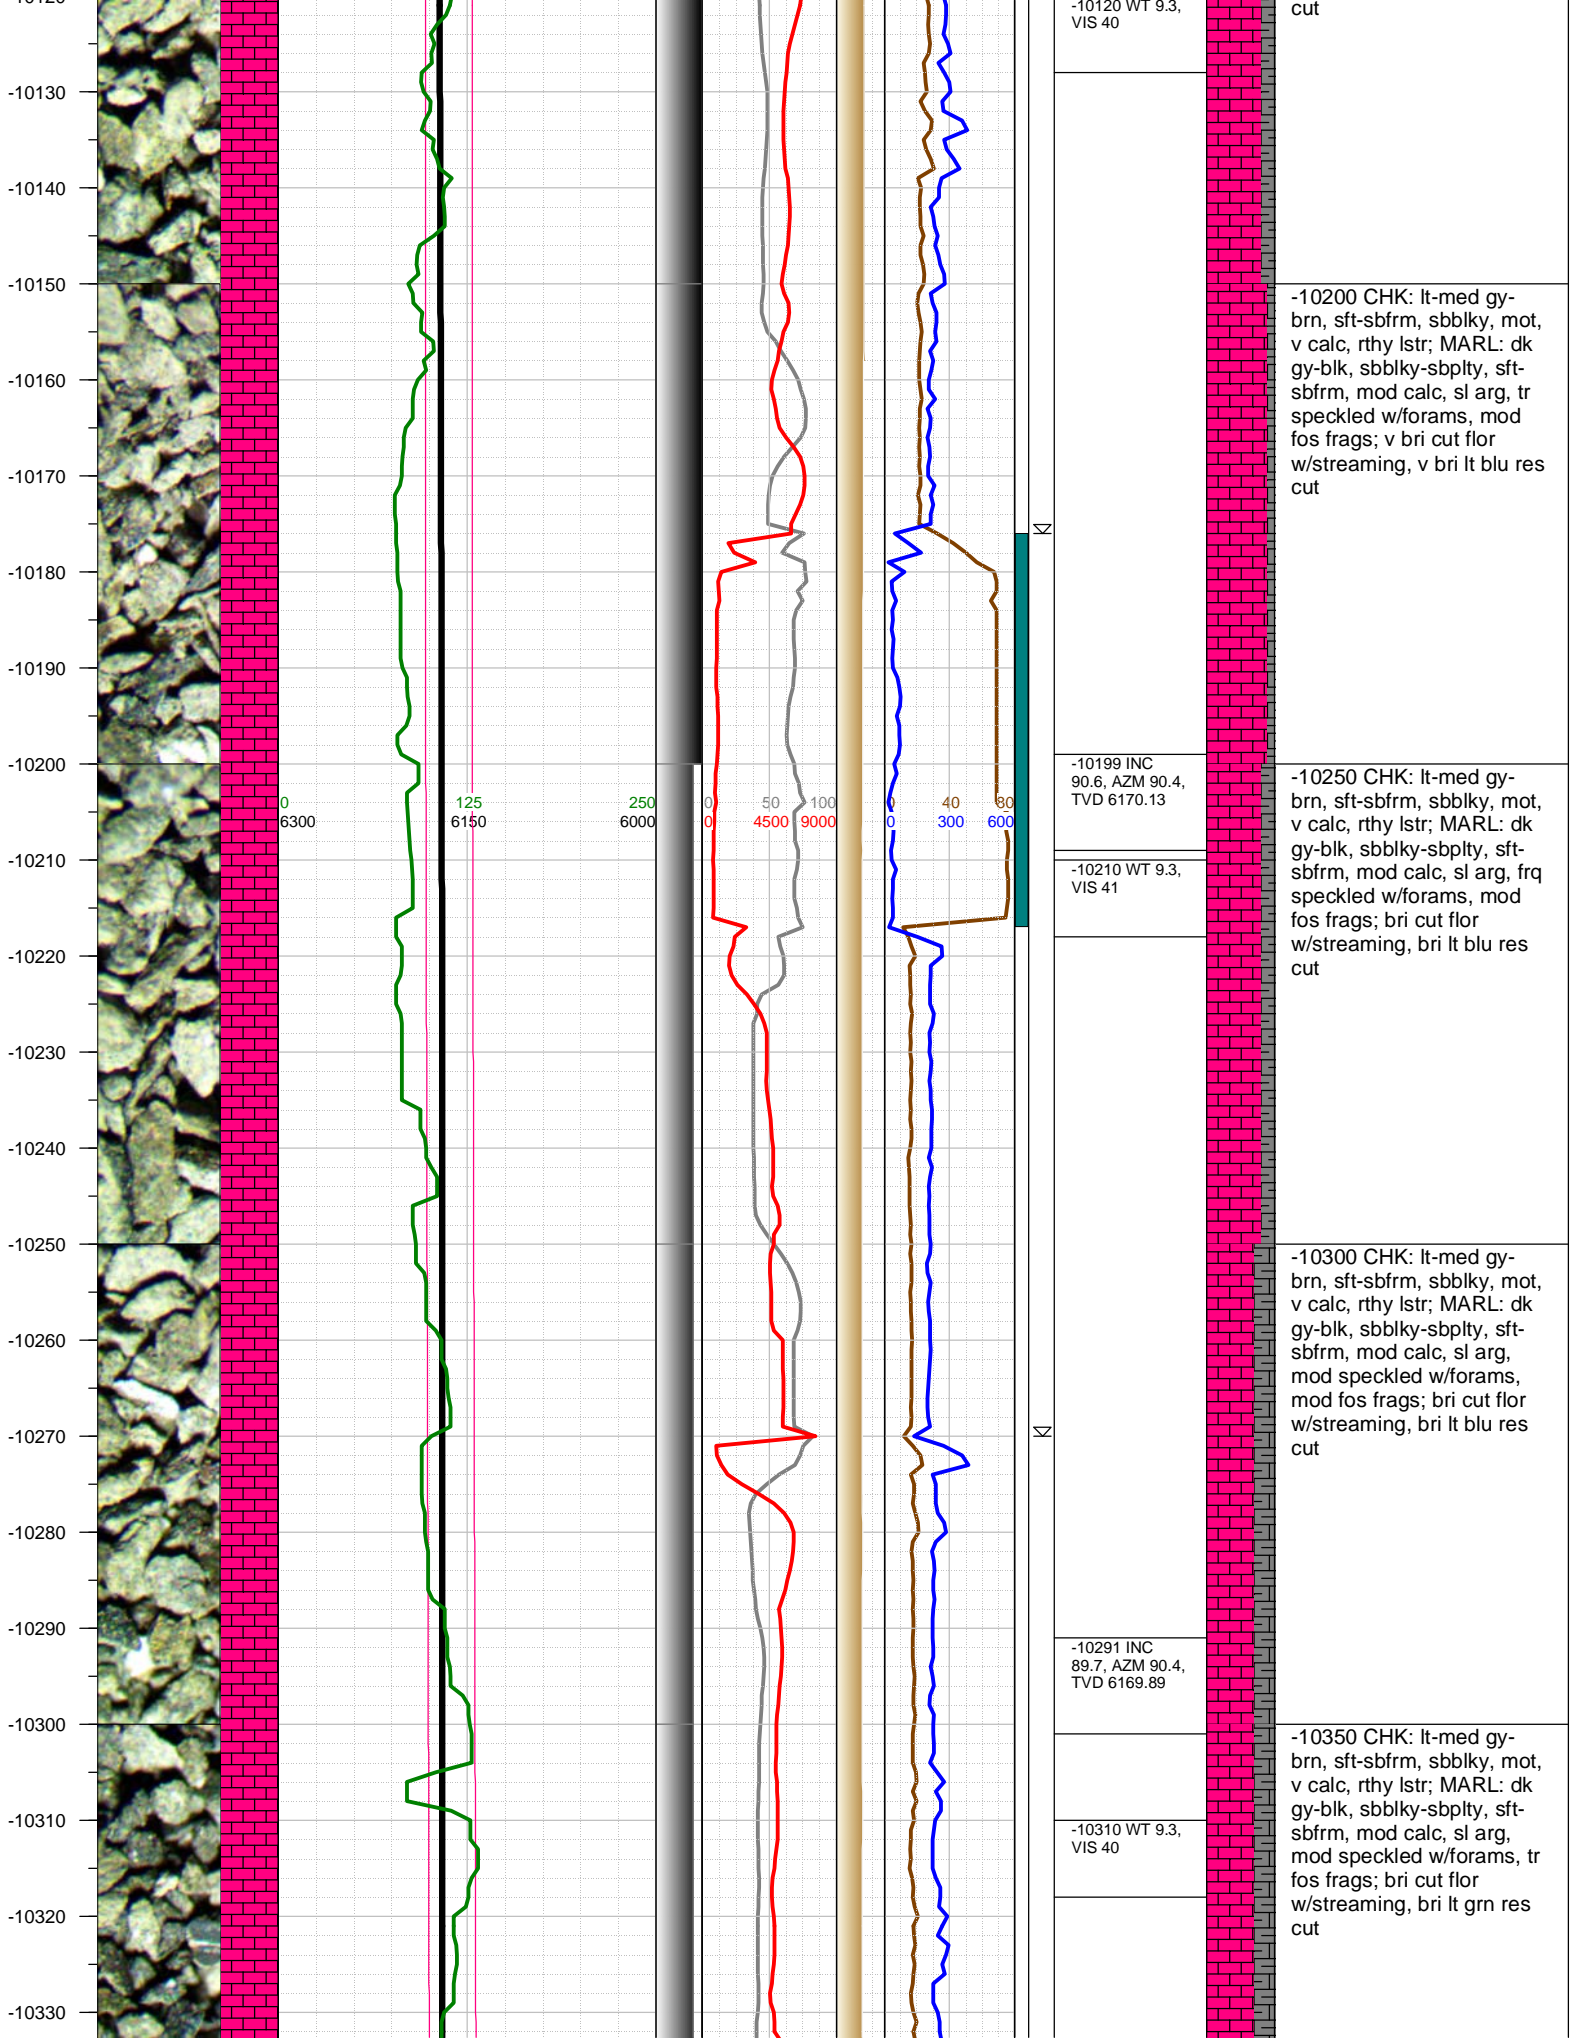 -10120 WT 9.3,
VIS 40
cut
-10130
-10140
-10150
-10160
-10170
-10180
-10190
-10200
-10210
-10220
-10230
-10240
-10250
-10260
-10270
-10280
-10290
-10300
-10310
-10320
-10330
0 125 250
6300 6150 6000
0 50 100
0 4500 9000
0 40 80
0 300 600
-10199 INC
90.6, AZM 90.4,
TVD 6170.13
-10210 WT 9.3,
VIS 41
-10291 INC
89.7, AZM 90.4,
TVD 6169.89
-10310 WT 9.3,
VIS 40
-10200 CHK: lt-med gy-
brn, sft-sbfrm, sbblky, mot,
v calc, rthy lstr; MARL: dk
gy-blk, sbblky-sbplty, sft-
sbfrm, mod calc, sl arg, tr
speckled w/forams, mod
fos frags; v bri cut flor
w/streaming, v bri lt blu res
cut
-10250 CHK: lt-med gy-
brn, sft-sbfrm, sbblky, mot,
v calc, rthy lstr; MARL: dk
gy-blk, sbblky-sbplty, sft-
sbfrm, mod calc, sl arg, frq
speckled w/forams, mod
fos frags; bri cut flor
w/streaming, bri lt blu res
cut
-10300 CHK: lt-med gy-
brn, sft-sbfrm, sbblky, mot,
v calc, rthy lstr; MARL: dk
gy-blk, sbblky-sbplty, sft-
sbfrm, mod calc, sl arg,
mod speckled w/forams,
mod fos frags; bri cut flor
w/streaming, bri lt blu res
cut
-10350 CHK: lt-med gy-
brn, sft-sbfrm, sbblky, mot,
v calc, rthy lstr; MARL: dk
gy-blk, sbblky-sbplty, sft-
sbfrm, mod calc, sl arg,
mod speckled w/forams, tr
fos frags; bri cut flor
w/streaming, bri lt grn res
cut